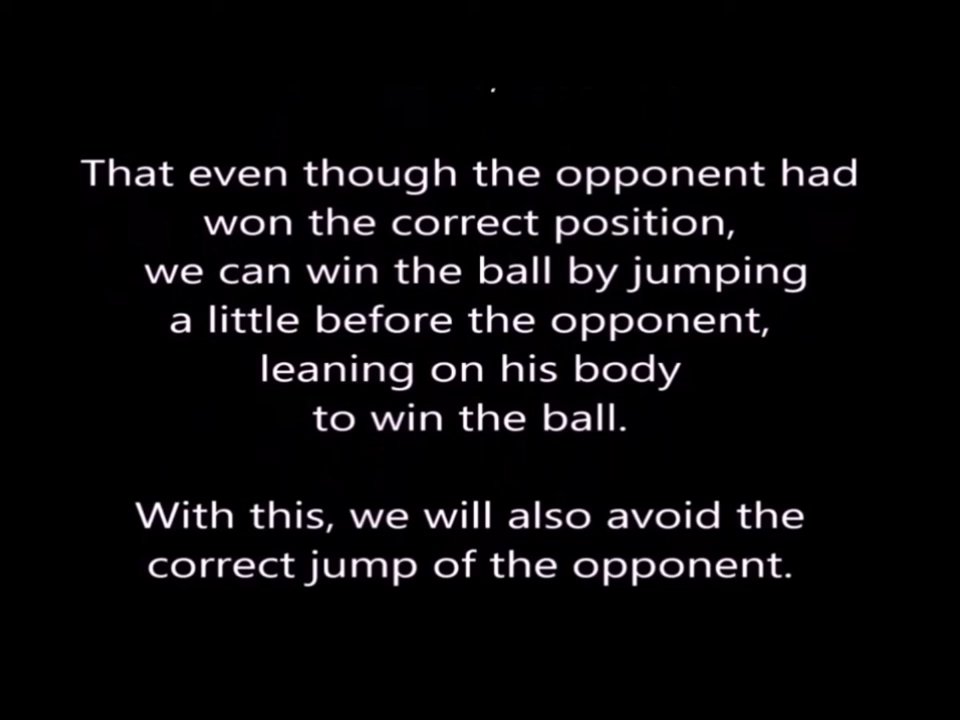 That even though the opponent had
won the correct position,
we can win the ball by jumping
a little before the opponent,
leaning on his body
to win the ball.
With this, we will also avoid the
correct jump of the opponent.